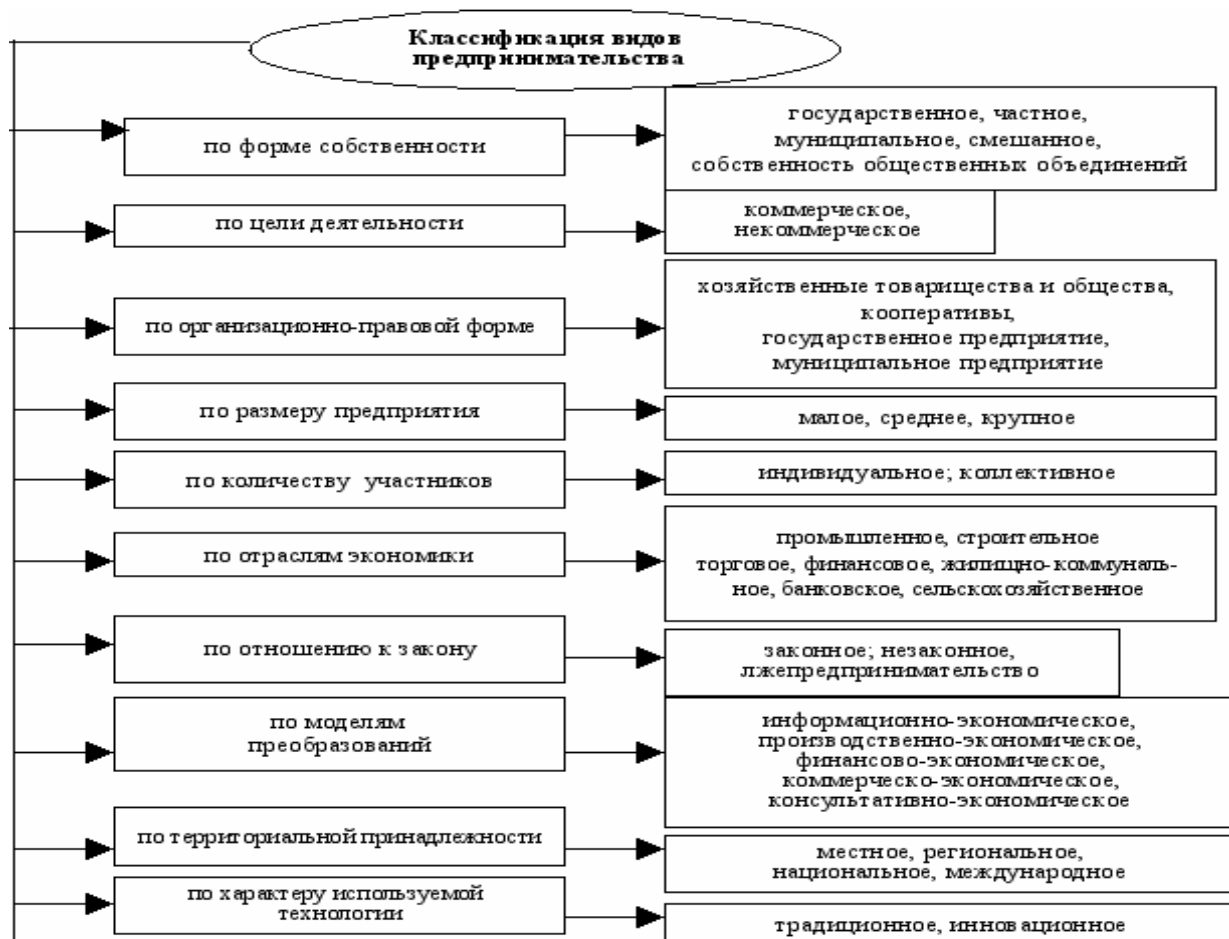 Классификация видов
предпринимательства
по форме собственности
государственное, частное,
муниципальное, смешанное,
собственность общественных объединений
по цели деятельности
коммерческое,
некоммерческое
по организационно-правовой форме
хозяйственные товарищества и общества,
кооперативы,
государственное предприятие,
муниципальное предприятие
по размеру предприятия
малое, среднее, крупное
по количеству участников
индивидуальное; коллективное
по отраслям экономики
промышленное, строительное
торговое, финансовое, жилищно-коммуналь-
ное, банковское, сельскохозяйственное
по отношению к закону
законное; незаконное,
лжепредпринимательство
по моделям
преобразований
информационно-экономическое,
производственно-экономическое,
финансово-экономическое,
коммерческо-экономическое,
консультативно-экономическое
по территориальной принадлежности
местное, региональное,
национальное, международное
по характеру используемой
технологии
традиционное, инновационное